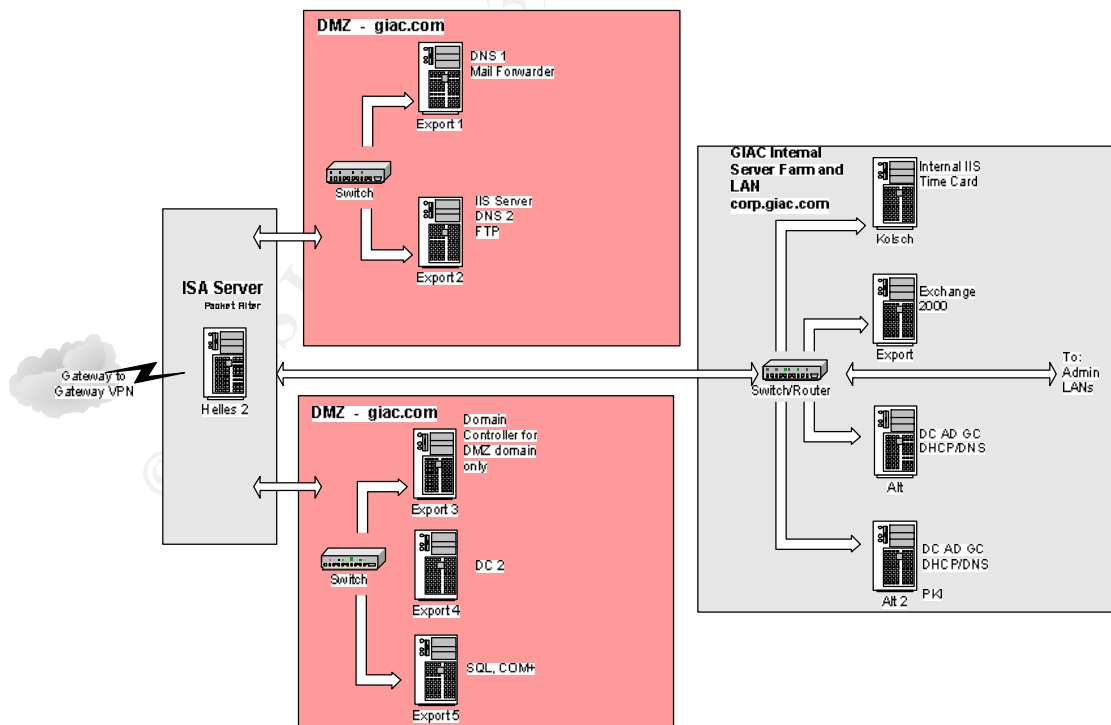 DMZ - giac.com
DNS 1
Mail Forwarder
Export 1
Switch
IIS Server
DNS 2
FTP
Export 2
ISA Server
Packet Filter
Gateway to
Gateway VPN
Helles 2
DMZ - giac.com
Domain
Controller for
DMZ domain
only
Export 3
Switch
DC 2
Export 4
SQL, COM+
Export 5
GIAC Internal
Server Farm and
LAN
corp.giac.com
Internal IIS
Time Card
Kolsch
Exchange
2000
Export
Switch/Router
To:
Admin
LANs
DC AD GC
DHCP/DNS
Alt
DC AD GC
DHCP/DNS
PKI
Alt 2